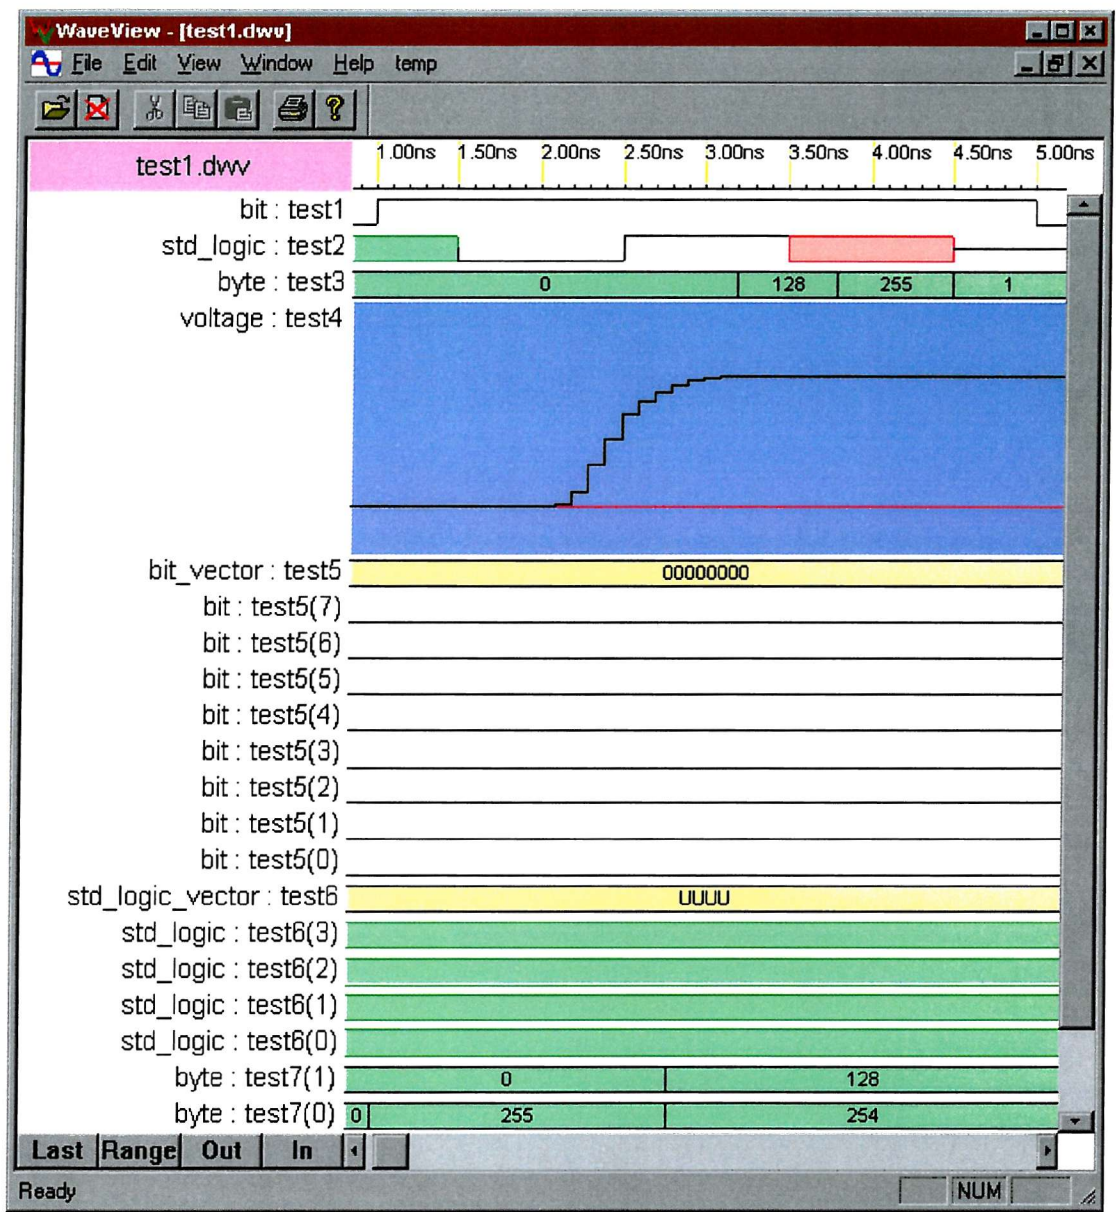 WaveView - [test1.dwv]
File Edit View Window Help temp
test1.dwv 1.00ns 1.50ns 2.00ns 2.50ns 3.00ns 3.50ns 4.00ns 4.50ns 5.00ns
bit : test1
std_logic : test2
byte : test3 0 128 255 1
voltage : test4
bit_vector : test5 00000000
bit : test5(7)
bit : test5(6)
bit : test5(5)
bit : test5(4)
bit : test5(3)
bit : test5(2)
bit : test5(1)
bit : test5(0)
std_logic_vector : test6 UUUU
std_logic : test6(3)
std_logic : test6(2)
std_logic : test6(1)
std_logic : test6(0)
byte : test7(1) 0 128
byte : test7(0) 0 255 254
Last Range Out In
Ready NUM